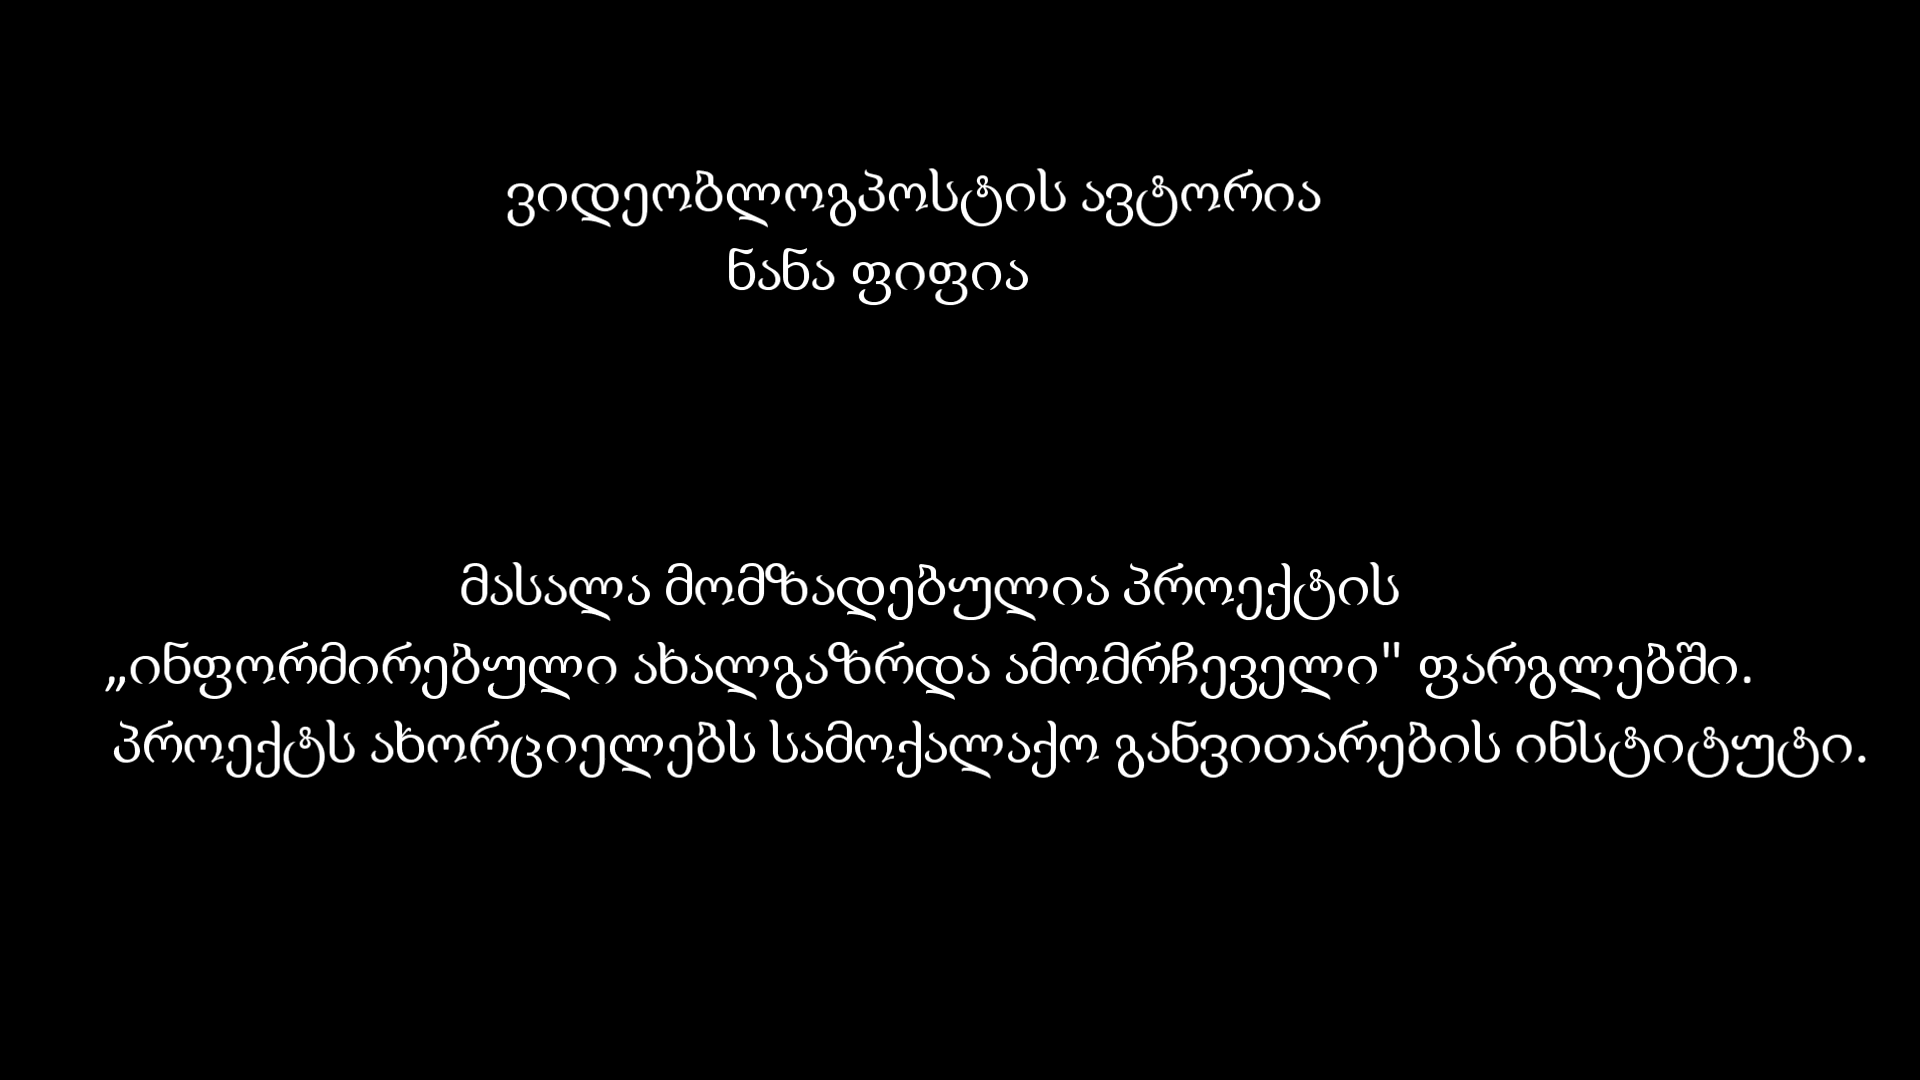 ვიდეობლოგპოსტის ავტორია
ნანა ფიფია
მასალა მომზადებულია პროექტის
„ინფორმირებული ახალგაზრდა ამომრჩეველი" ფარგლებში.
პროექტს ახორციელებს სამოქალაქო განვითარების ინსტიტუტი.